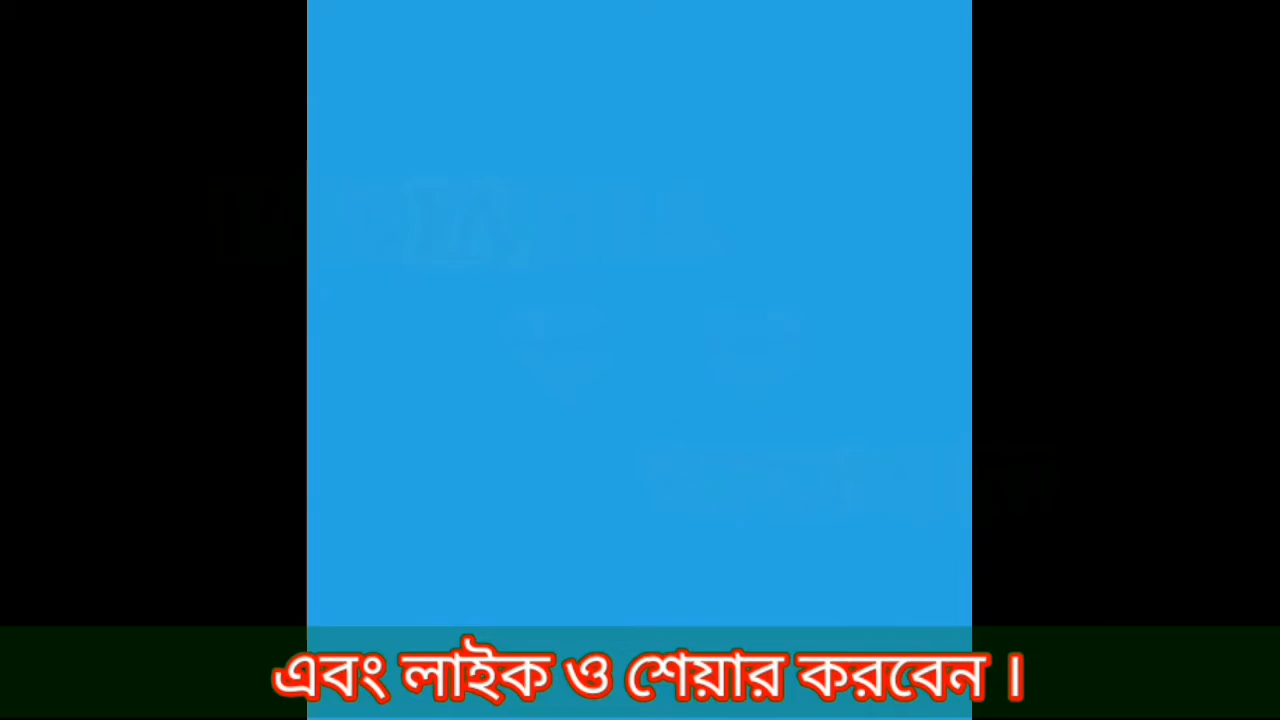 এবং লাইক ও শেয়ার করবেন ।